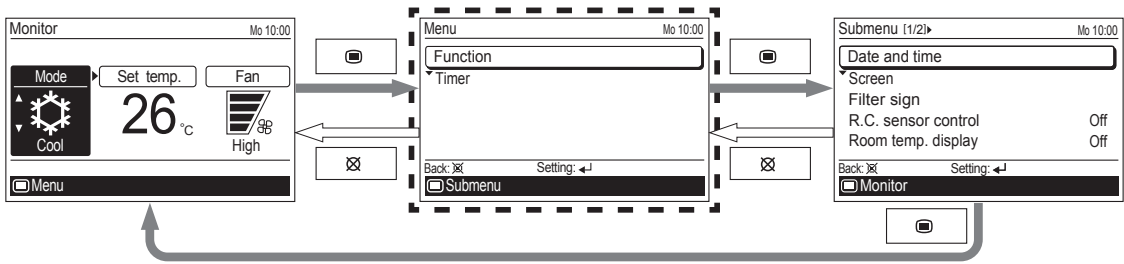 Monitor Mo 10:00
Mode Set temp. Fan
26 °C
Cool High
Menu
Menu Mo 10:00
Function
Timer
Back: Setting:
Submenu
Submenu [1/2] Mo 10:00
Date and time
Screen
Filter sign
R.C. sensor control Off
Room temp. display Off
Back: Setting:
Monitor